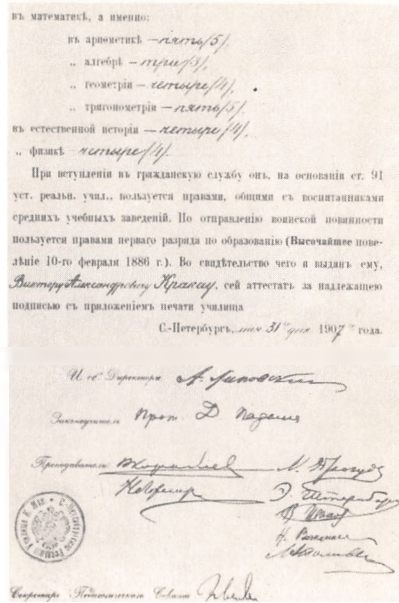 въ математикѣ, а именно:
въ ариѳметикѣ — пять /5/,
„ алгебрѣ — три /3/,
„ геометріи — четыре /4/,
„ тригонометріи — пять /5/,
въ естественной исторіи — четыре /4/,
„ физикѣ четыре /4/.
При вступленіи въ гражданскую службу онъ, на основаніи ст. 91
уст. реальн. учил., пользуется правами, общими съ воспитанниками
среднихъ учебныхъ заведеній. По отправленію воинской повинности
пользуется правами перваго разряда по образованію (Высочайшее пове-
лѣніе 10-го февраля 1886 г.). Во свидѣтельство чего и выданъ ему,
Виктору Александровичу Кракау, сей аттестатъ за надлежащею
подписью съ приложеніемъ печати училища
С.-Петербургъ, мая 31 дня 1907 года.
И. об. Директора А. Липовскій
Законоучитель Прот. Д.
Преподаватели
Секретарь Педагогическаго Совѣта